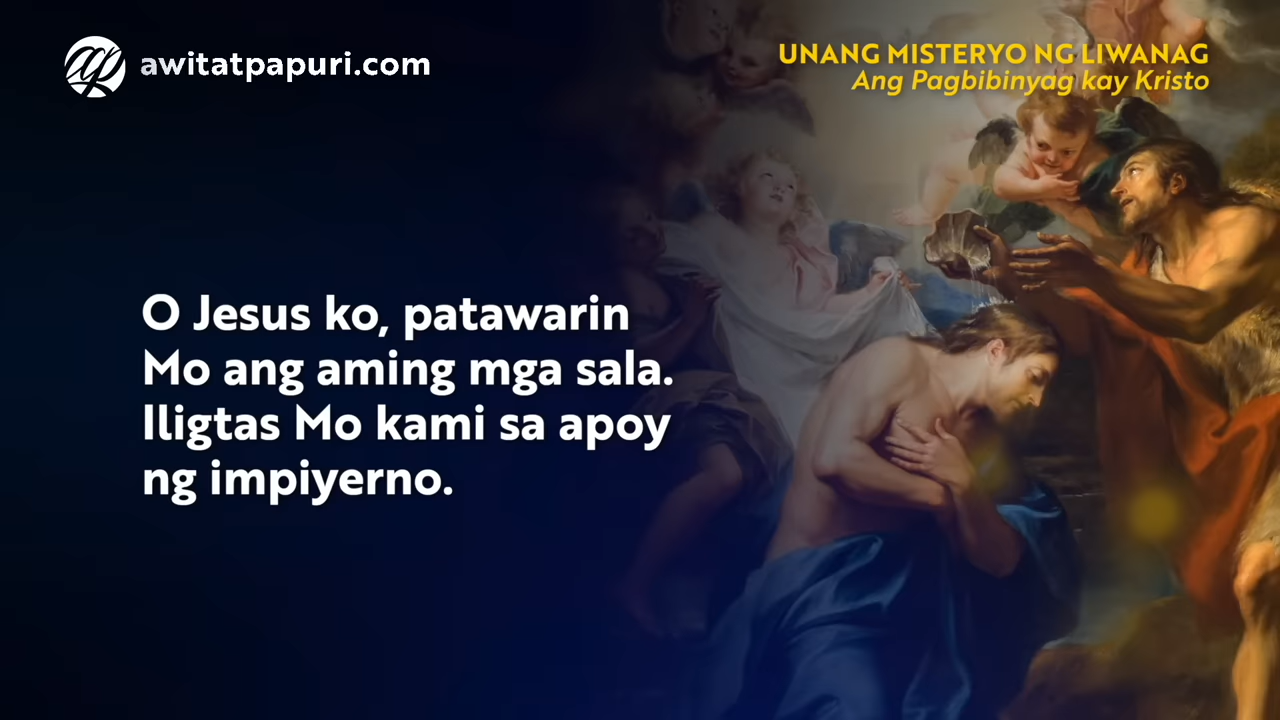 awitatpapuri.com
UNANG MISTERYO NG LIWANAG
Ang Pagbibinyag kay Kristo
O Jesus ko, patawarin
Mo ang aming mga sala.
Iligtas Mo kami sa apoy
ng impiyerno.